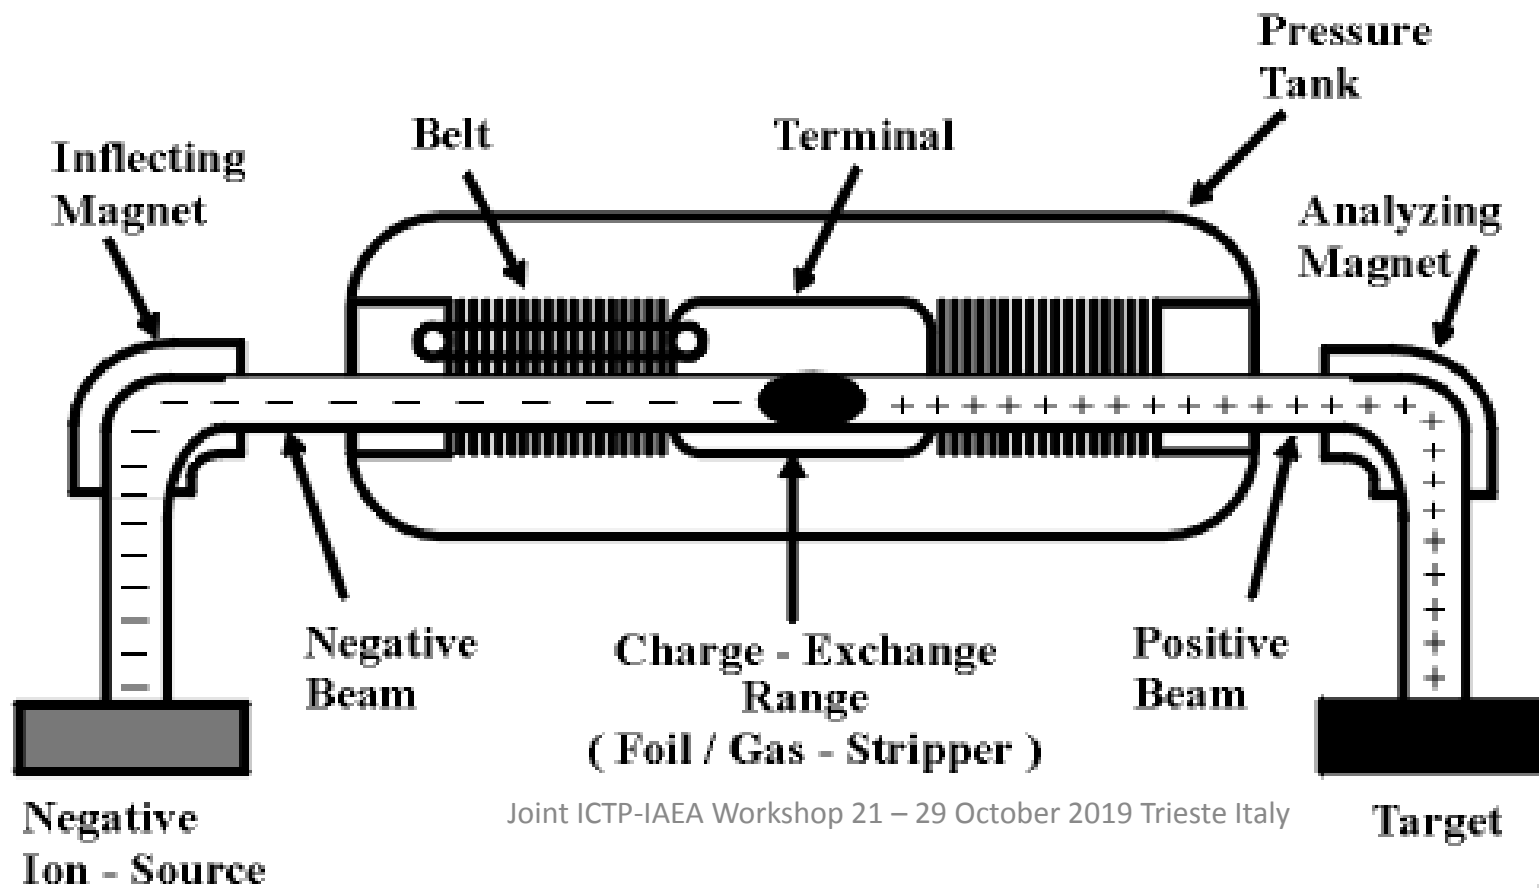 Pressure
Tank
Belt
Terminal
Inflecting
Magnet
Analyzing
Magnet
Negative
Beam
Charge - Exchange
Range
( Foil / Gas - Stripper )
Positive
Beam
Negative
Ion - Source
Joint ICTP-IAEA Workshop 21 – 29 October 2019 Trieste Italy
Target